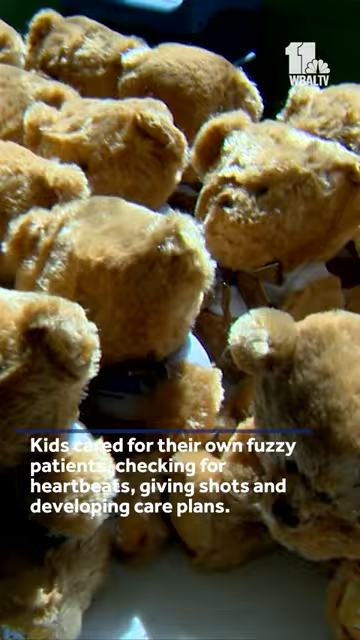 11
WBALTV
Kids cared for their own fuzzy
patients, checking for
heartbeats, giving shots and
developing care plans.